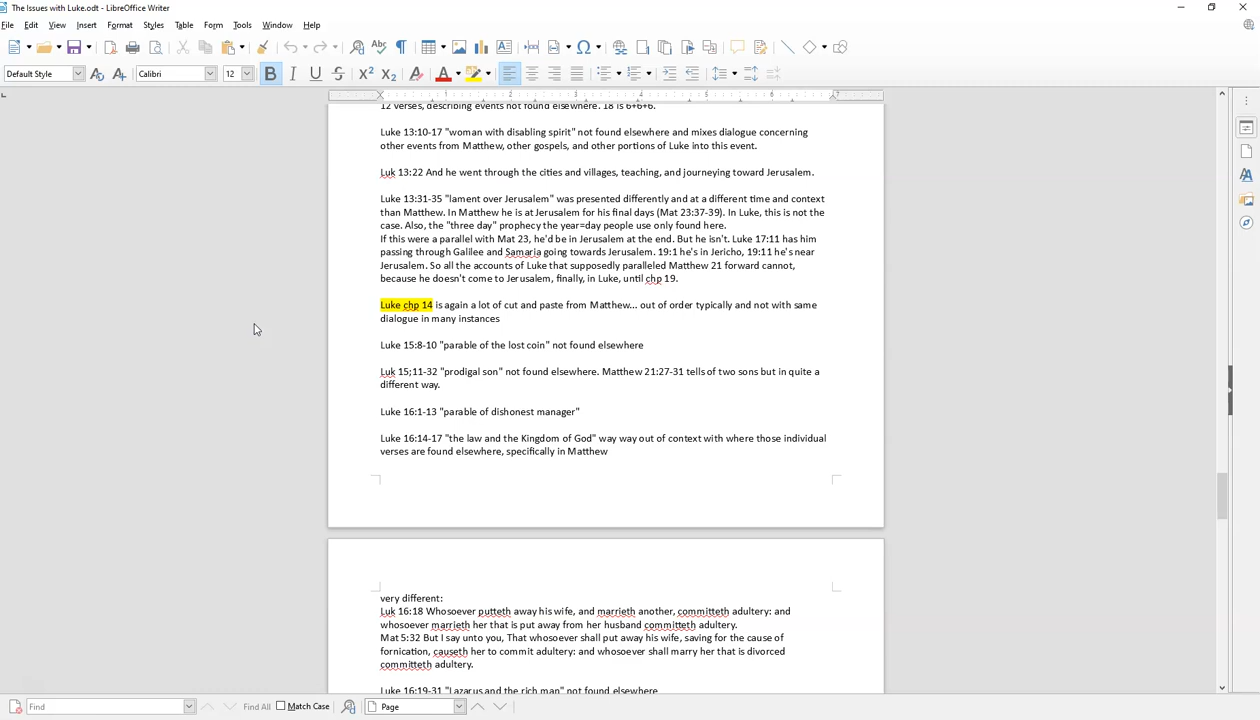 The Issues with Luke.odt - LibreOffice Writer
File Edit View Insert Format Styles Table Form Tools Window Help
Default Style Calibri 12
1 2 3 4 5 6 7
12 verses, describing events not found elsewhere. 18 is 6+6+6.
Luke 13:10-17 "woman with disabling spirit" not found elsewhere and mixes dialogue concerning
other events from Matthew, other gospels, and other portions of Luke into this event.
Luk 13:22 And he went through the cities and villages, teaching, and journeying toward Jerusalem.
Luke 13:31-35 "lament over Jerusalem" was presented differently and at a different time and context
than Matthew. In Matthew he is at Jerusalem for his final days (Mat 23:37-39). In Luke, this is not the
case. Also, the "three day" prophecy the year=day people use only found here.
If this were a parallel with Mat 23, he'd be in Jerusalem at the end. But he isn't. Luke 17:11 has him
passing through Galilee and Samaria going towards Jerusalem. 19:1 he's in Jericho, 19:11 he's near
Jerusalem. So all the accounts of Luke that supposedly paralleled Matthew 21 forward cannot,
because he doesn't come to Jerusalem, finally, in Luke, until chp 19.
Luke chp 14 is again a lot of cut and paste from Matthew... out of order typically and not with same
dialogue in many instances
Luke 15:8-10 "parable of the lost coin" not found elsewhere
Luk 15;11-32 "prodigal son" not found elsewhere. Matthew 21:27-31 tells of two sons but in quite a
different way.
Luke 16:1-13 "parable of dishonest manager"
Luke 16:14-17 "the law and the Kingdom of God" way way out of context with where those individual
verses are found elsewhere, specifically in Matthew
very different:
Luk 16:18 Whosoever putteth away his wife, and marrieth another, committeth adultery: and
whosoever marrieth her that is put away from her husband committeth adultery.
Mat 5:32 But I say unto you, That whosoever shall put away his wife, saving for the cause of
fornication, causeth her to commit adultery: and whosoever shall marry her that is divorced
committeth adultery.
Luke 16:19-31 "Lazarus and the rich man" not found elsewhere
Find Find All Match Case Page